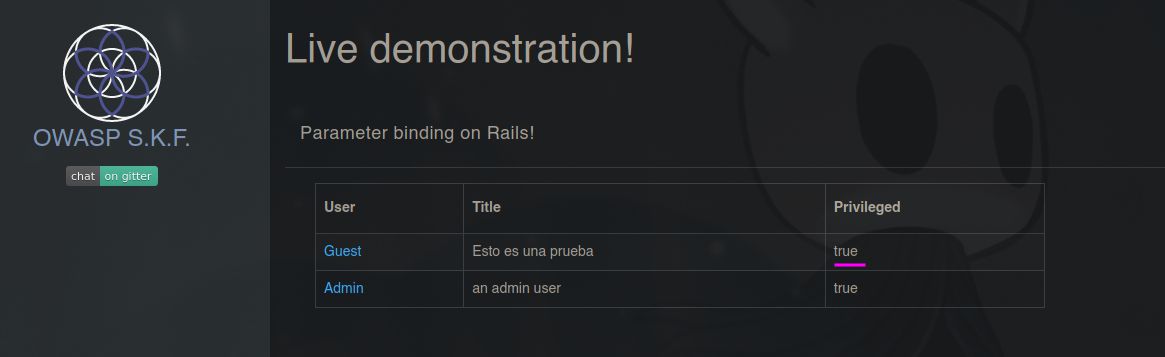 OWASP S.K.F.
chat on gitter
Live demonstration!
Parameter binding on Rails!
User Title Privileged
Guest Esto es una prueba true
Admin an admin user true